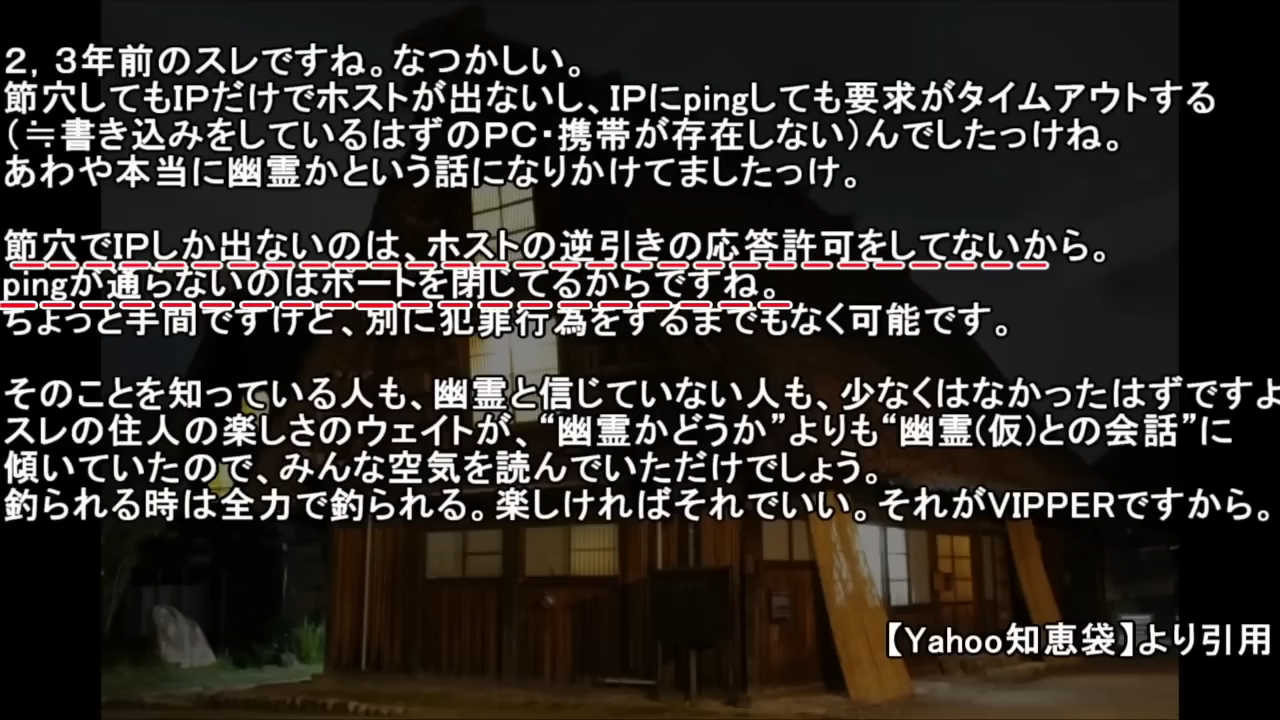 ２，３年前のスレですね。なつかしい。
節穴してもIPだけでホストが出ないし、IPにpingしても要求がタイムアウトする
（≒書き込みをしているはずのPC・携帯が存在しない）んでしたっけね。
あわや本当に幽霊かという話になりかけてましたっけ。
節穴でIPしか出ないのは、ホストの逆引きの応答許可をしてないから。
pingが通らないのはポートを閉じてるからですね。
ちょっと手間ですけど、別に犯罪行為をするまでもなく可能です。
そのことを知っている人も、幽霊と信じていない人も、少なくはなかったはずですよ
スレの住人の楽しさのウェイトが、“幽霊かどうか”よりも“幽霊(仮)との会話”に
傾いていたので、みんな空気を読んでいただけでしょう。
釣られる時は全力で釣られる。楽しければそれでいい。それがVIPPERですから。
【Yahoo知恵袋】より引用